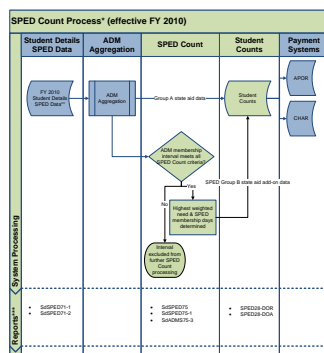 SPED Count Process* (effective FY 2010)
Student Details
SPED Data
ADM
Aggregation
SPED Count
Student
Counts
Payment
Systems
FY 2010
Student Details
SPED Data**
ADM
Aggregation
Group A state aid data
Student
Counts
APOR
CHAR
ADM membership
interval meets all
SPED Count criteria?
Yes
SPED Group B state aid add-on data
No
Highest weighted
need & SPED
membership days
determined
Interval
excluded from
further SPED
Count
processing
System Processing
Reports***
• SdSPED71-1
• SdSPED71-2
• SdSPED75
• SdSPED75-1
• SdADMS75-3
• SPED28-DOR
• SPED28-DOA